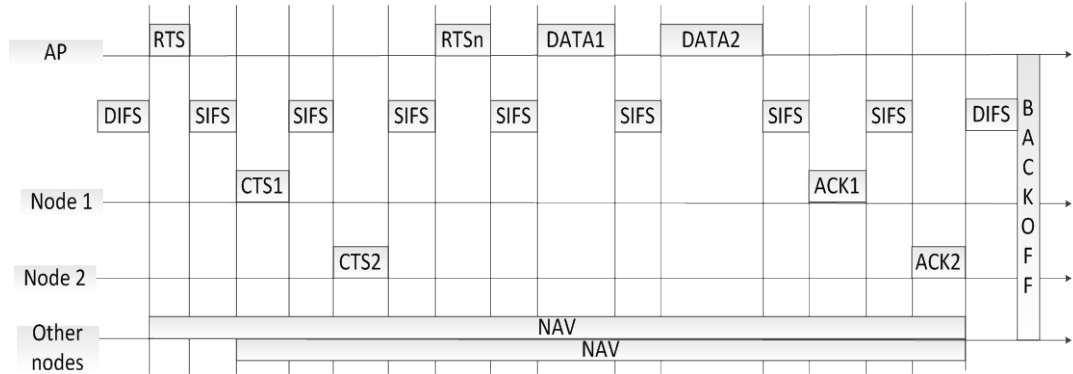 RTS RTSn DATA1 DATA2
AP
DIFS SIFS SIFS SIFS SIFS SIFS SIFS SIFS DIFS
CTS1 ACK1
Node 1
CTS2 ACK2
Node 2
NAV
Other
nodes
NAV
BACKOFF